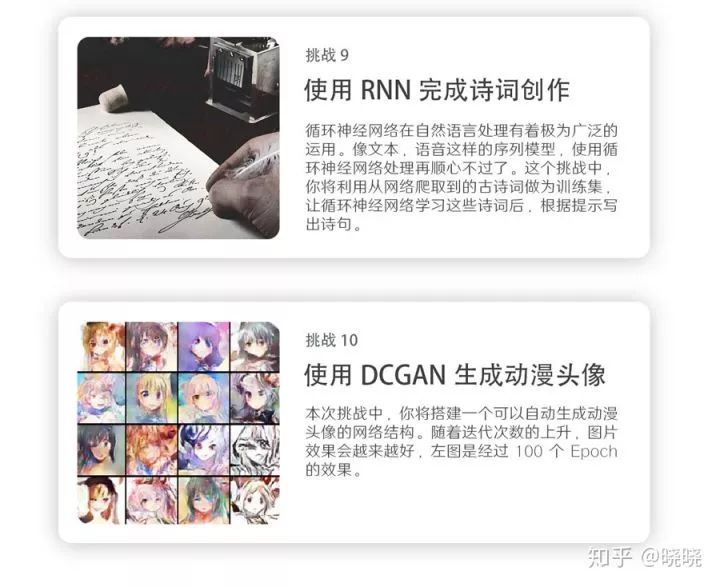 挑战 9
使用 RNN 完成诗词创作
循环神经网络在自然语言处理有着极为广泛的
运用。像文本，语音这样的序列模型，使用循
环神经网络处理再顺心不过了。这个挑战中，
你将利用从网络爬取到的古诗词做为训练集，
让循环神经网络学习这些诗词后，根据提示写
出诗句。
挑战 10
使用 DCGAN 生成动漫头像
本次挑战中，你将搭建一个可以自动生成动漫
头像的网络结构。随着迭代次数的上升，图片
效果会越来越好，左图是经过 100 个 Epoch
的效果。
知乎 @晓晓